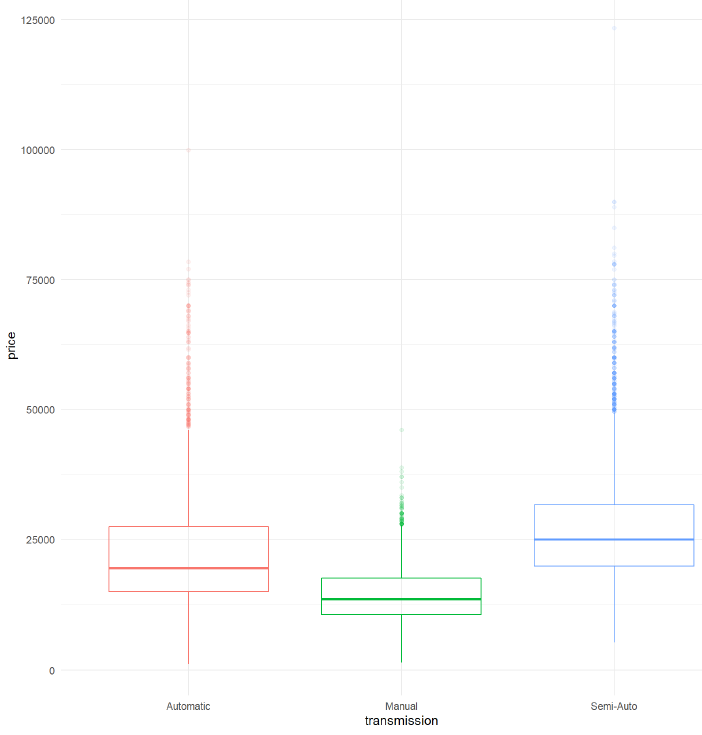 125000
100000
75000
50000
25000
0
price
Automatic
Manual
Semi-Auto
transmission